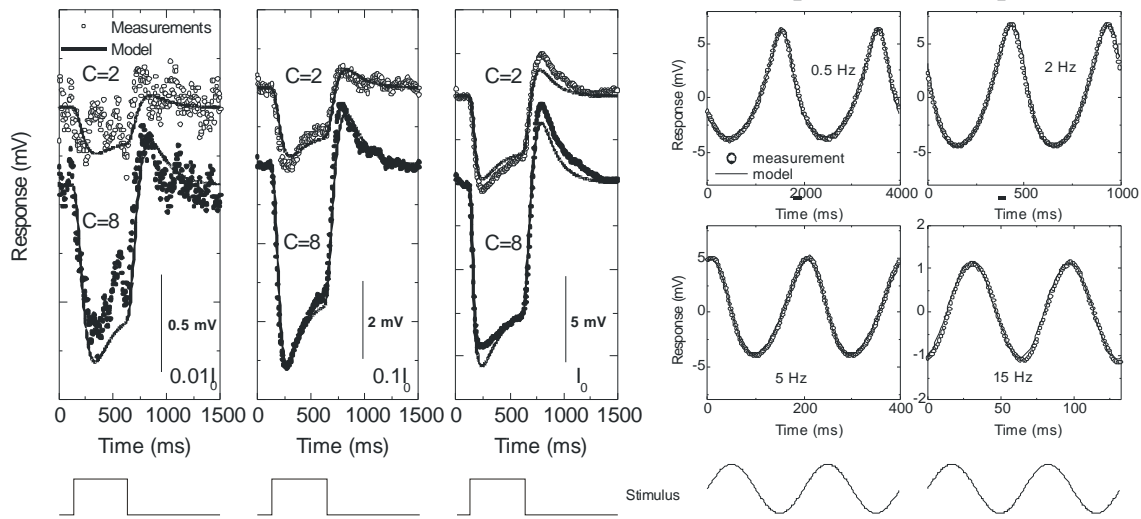 Response (mV)
Measurements
Model
C=2
C=8
0.5 mV
0.01I0
0 500 1000 1500
Time (ms)
C=2
C=8
2 mV
0.1I0
0 500 1000 1500
Time (ms)
C=2
C=8
5 mV
I0
0 500 1000 1500
Time (ms)
Response (mV)
5
0
-5
0.5 Hz
measurement
model
0 2000 4000
Time (ms)
5
0
-5
2 Hz
0 500 1000
Time (ms)
Response (mV)
5
0
-5
5 Hz
0 200 400
Time (ms)
2
1
0
-1
-2
15 Hz
0 50 100
Time (ms)
Stimulus